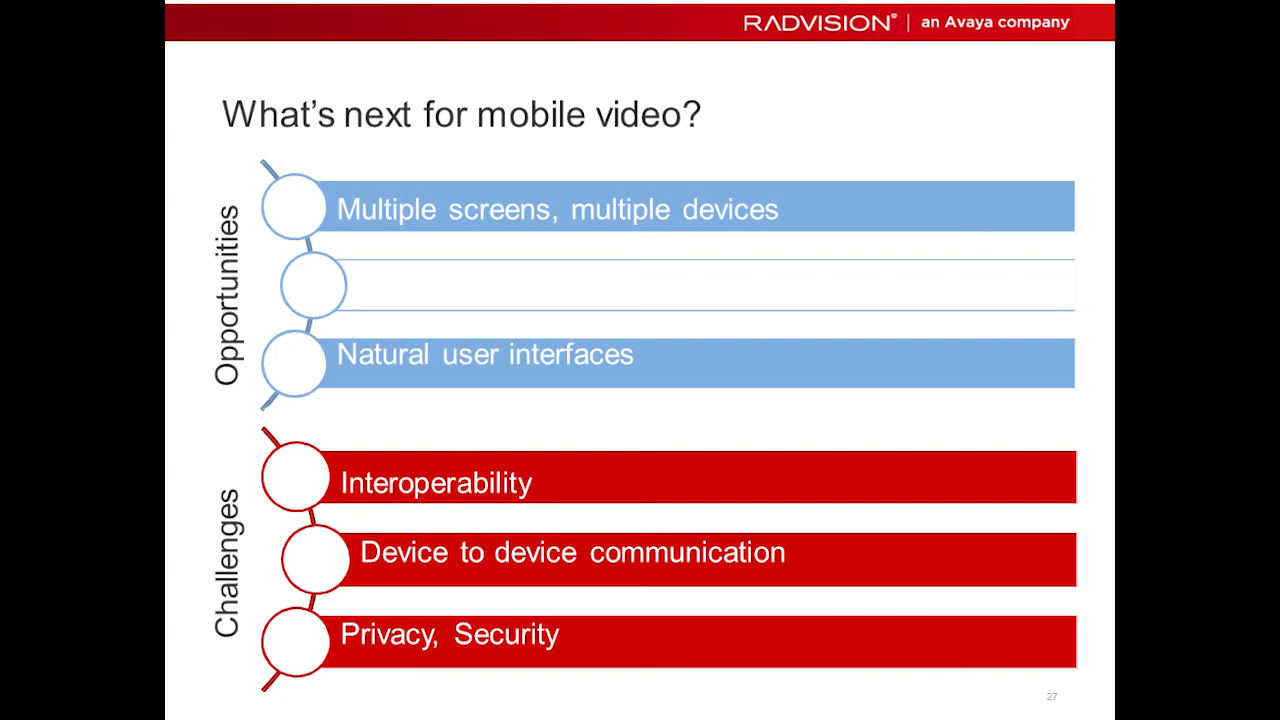 RADVISION® | an Avaya company
What's next for mobile video?
Opportunities
Multiple screens, multiple devices
Natural user interfaces
Challenges
Interoperability
Device to device communication
Privacy, Security
27